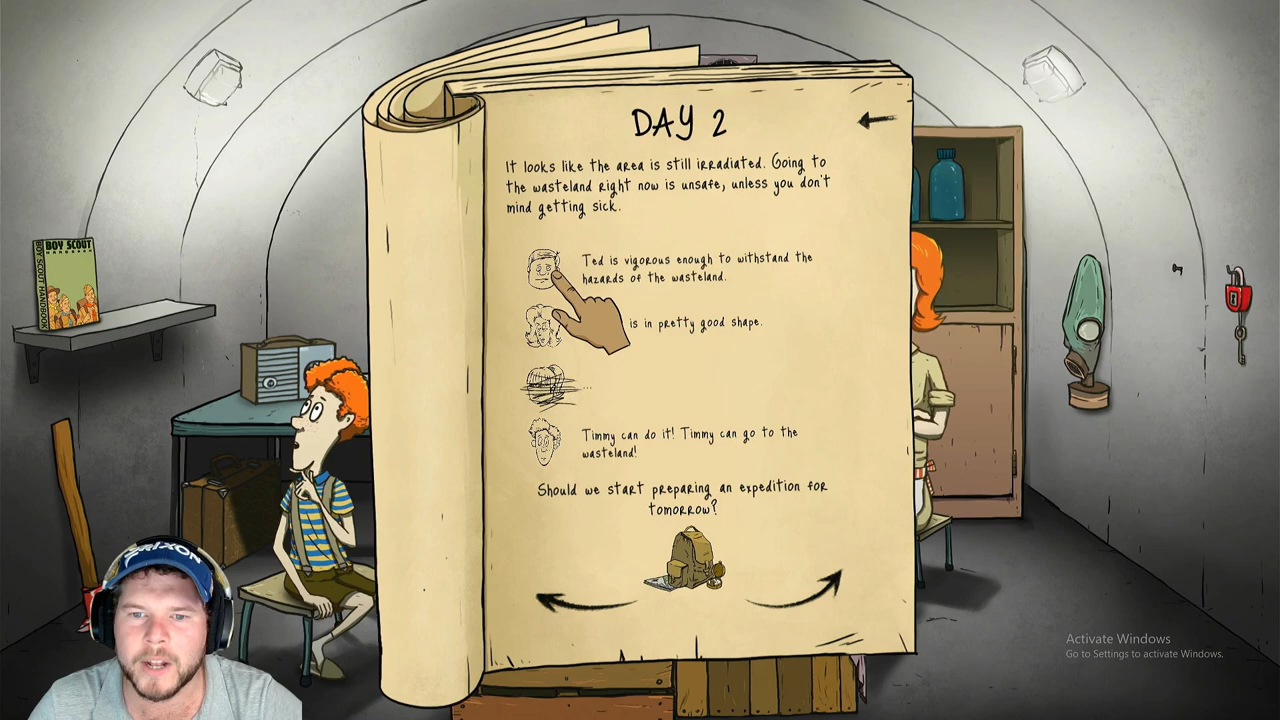 DAY 2
It looks like the area is still irradiated. Going to
the wasteland right now is unsafe, unless you don't
mind getting sick.
Ted is vigorous enough to withstand the
hazards of the wasteland.
is in pretty good shape.
Timmy can do it! Timmy can go to the
wasteland!
Should we start preparing an expedition for
tomorrow?
BOY SCOUT
HANDBOOK
BOY SCOUT HANDBOOK
SRIXON
Activate Windows
Go to Settings to activate Windows.